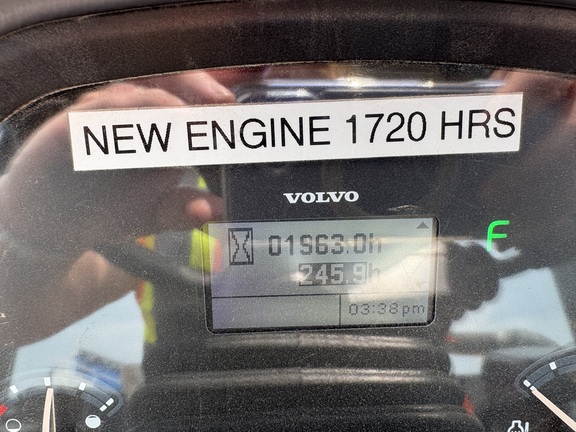 NEW ENGINE 1720 HRS
VOLVO
01963.0h
245.9h
03:38pm
F